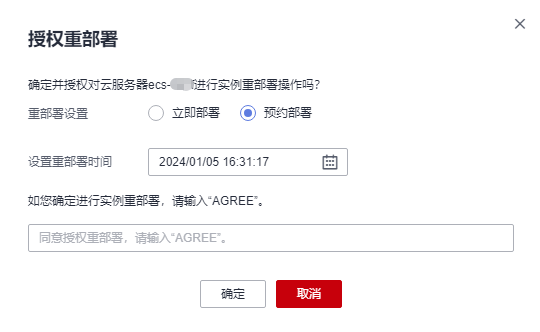 授权重部署
确定并授权对云服务器ecs-进行实例重部署操作吗？
重部署设置 立即部署 预约部署
设置重部署时间 2024/01/05 16:31:17
如您确定进行实例重部署，请输入“AGREE”。
同意授权重部署，请输入“AGREE”。
确定 取消